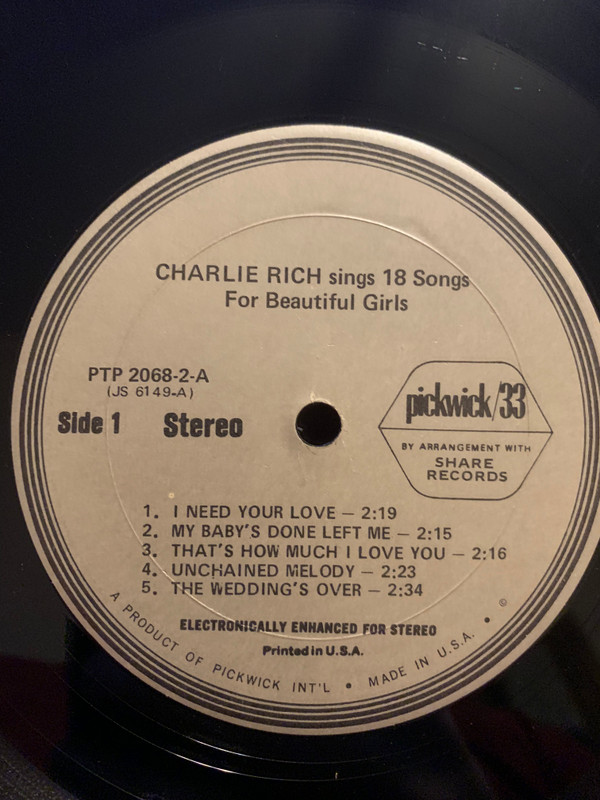 CHARLIE RICH sings 18 Songs
For Beautiful Girls
PTP 2068-2-A
(JS 6149-A)
Side 1 Stereo
pickwick/33
BY ARRANGEMENT WITH
SHARE
RECORDS
1. I NEED YOUR LOVE — 2:19
2. MY BABY'S DONE LEFT ME — 2:15
3. THAT'S HOW MUCH I LOVE YOU — 2:16
4. UNCHAINED MELODY — 2:23
5. THE WEDDING'S OVER — 2:34
ELECTRONICALLY ENHANCED FOR STEREO
Printed in U.S.A.
A PRODUCT OF PICKWICK INT'L • MADE IN U.S.A. •